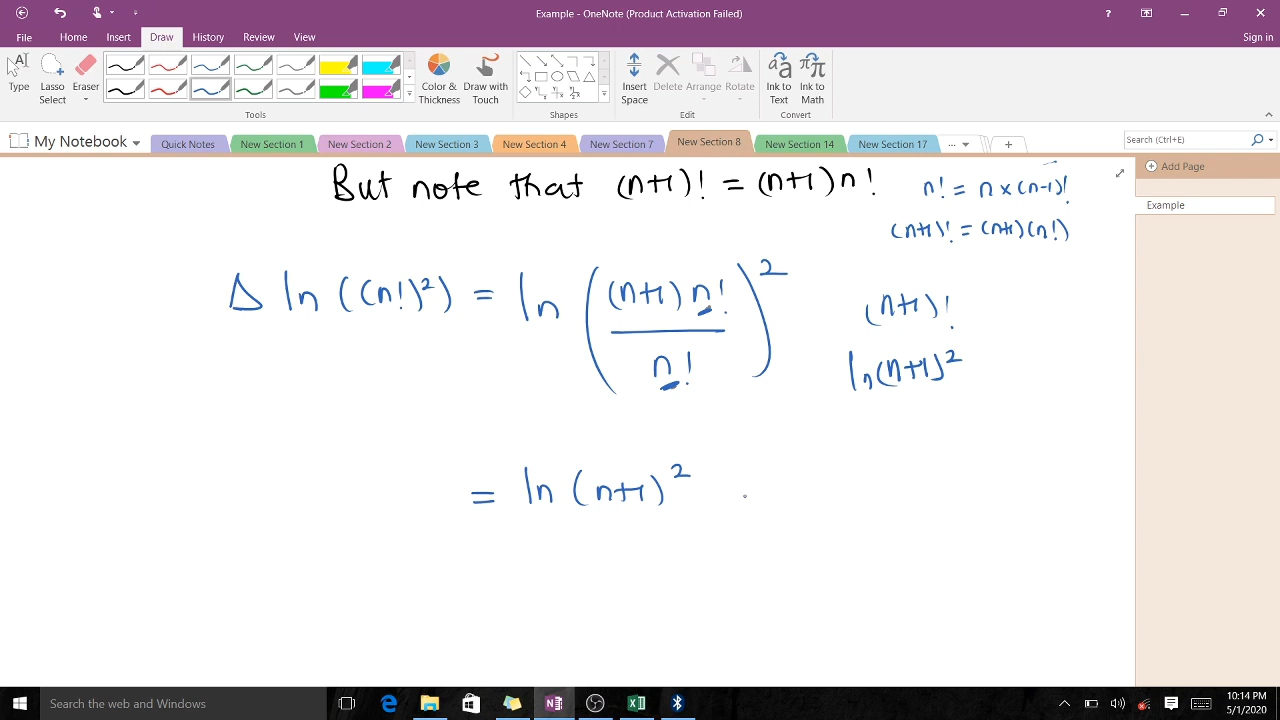 Example - OneNote (Product Activation Failed)
File Home Insert Draw History Review View Sign in
Type Lasso Select Eraser Color & Thickness Draw with Touch Insert Space Delete Arrange Rotate Ink to Text Ink to Math
Tools Shapes Edit Convert
My Notebook Quick Notes New Section 1 New Section 2 New Section 3 New Section 4 New Section 7 New Section 8 New Section 14 New Section 17 ... + Search (Ctrl+E)
Add Page
Example
But note that (n+1)! = (n+1)n!
n! = n×(n-1)!
(n+1)! = (n+1)(n!)
Δ ln((n!)²) = ln((n+1)n!/n!)²
(n+1)!
ln(n+1)²
= ln(n+1)²
Search the web and Windows
10:14 PM
5/1/2020